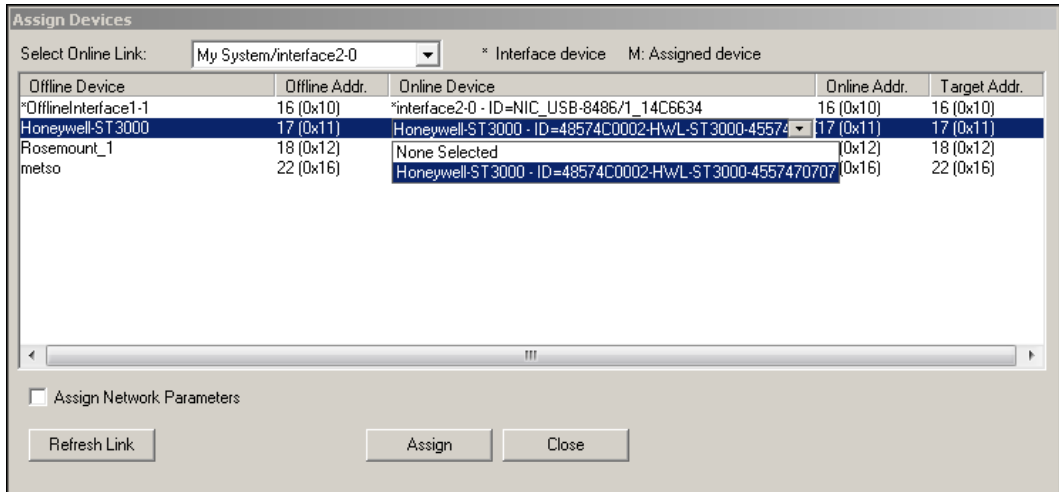 Assign Devices
Select Online Link: My System/interface2-0 * Interface device M: Assigned device
Offline Device Offline Addr. Online Device Online Addr. Target Addr.
*OfflineInterface1-1 16 (0x10) *interface2-0 - ID=NIC_USB-8486/1_14C6634 16 (0x10) 16 (0x10)
Honeywell-ST3000 17 (0x11) Honeywell-ST3000 - ID=48574C0002-HWL-ST3000-45574 17 (0x11) 17 (0x11)
Rosemount_1 18 (0x12) None Selected (0x12) 18 (0x12)
metso 22 (0x16) Honeywell-ST3000 - ID=48574C0002-HWL-ST3000-4557470707 (0x16) 22 (0x16)
Assign Network Parameters
Refresh Link Assign Close